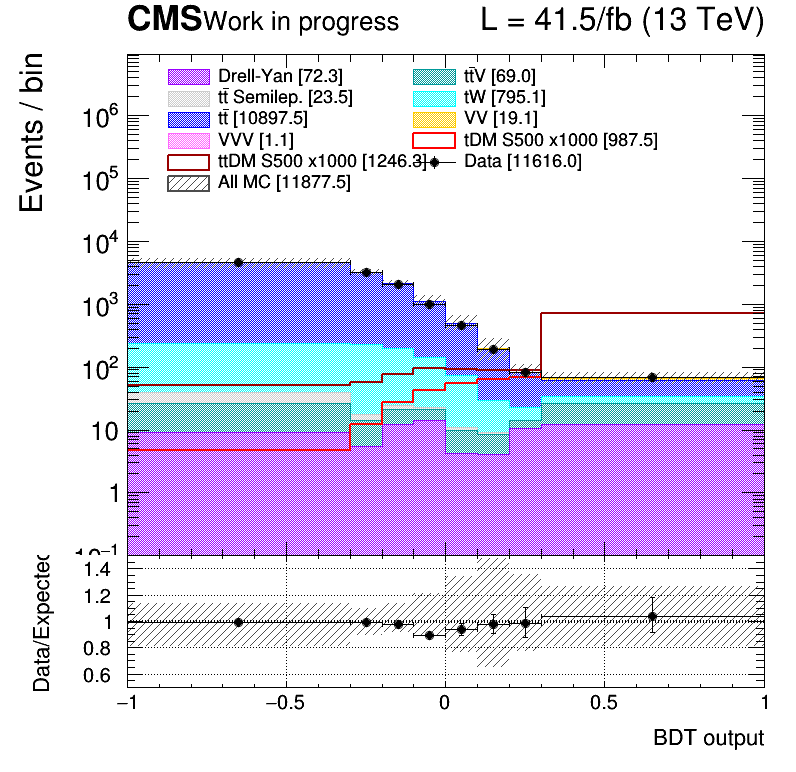 CMS Work in progress L = 41.5/fb (13 TeV)
Events / bin
Drell-Yan [72.3] tt̄V [69.0]
tt̄ Semilep. [23.5] tW [795.1]
tt̄ [10897.5] VV [19.1]
VVV [1.1] tDM S500 x1000 [987.5]
ttDM S500 x1000 [1246.3] Data [11616.0]
All MC [11877.5]
10⁶
10⁵
10⁴
10³
10²
10
1
10⁻¹
Data/Expected
1.4
1.2
1
0.8
0.6
−1 −0.5 0 0.5 1
BDT output